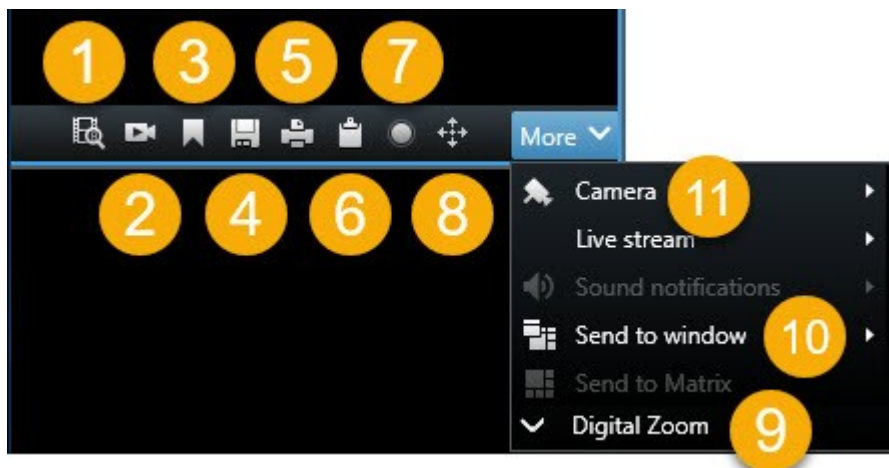 1
3
5
7
More
2
4
6
8
Camera
11
Live stream
Sound notifications
Send to window
10
Send to Matrix
Digital Zoom
9